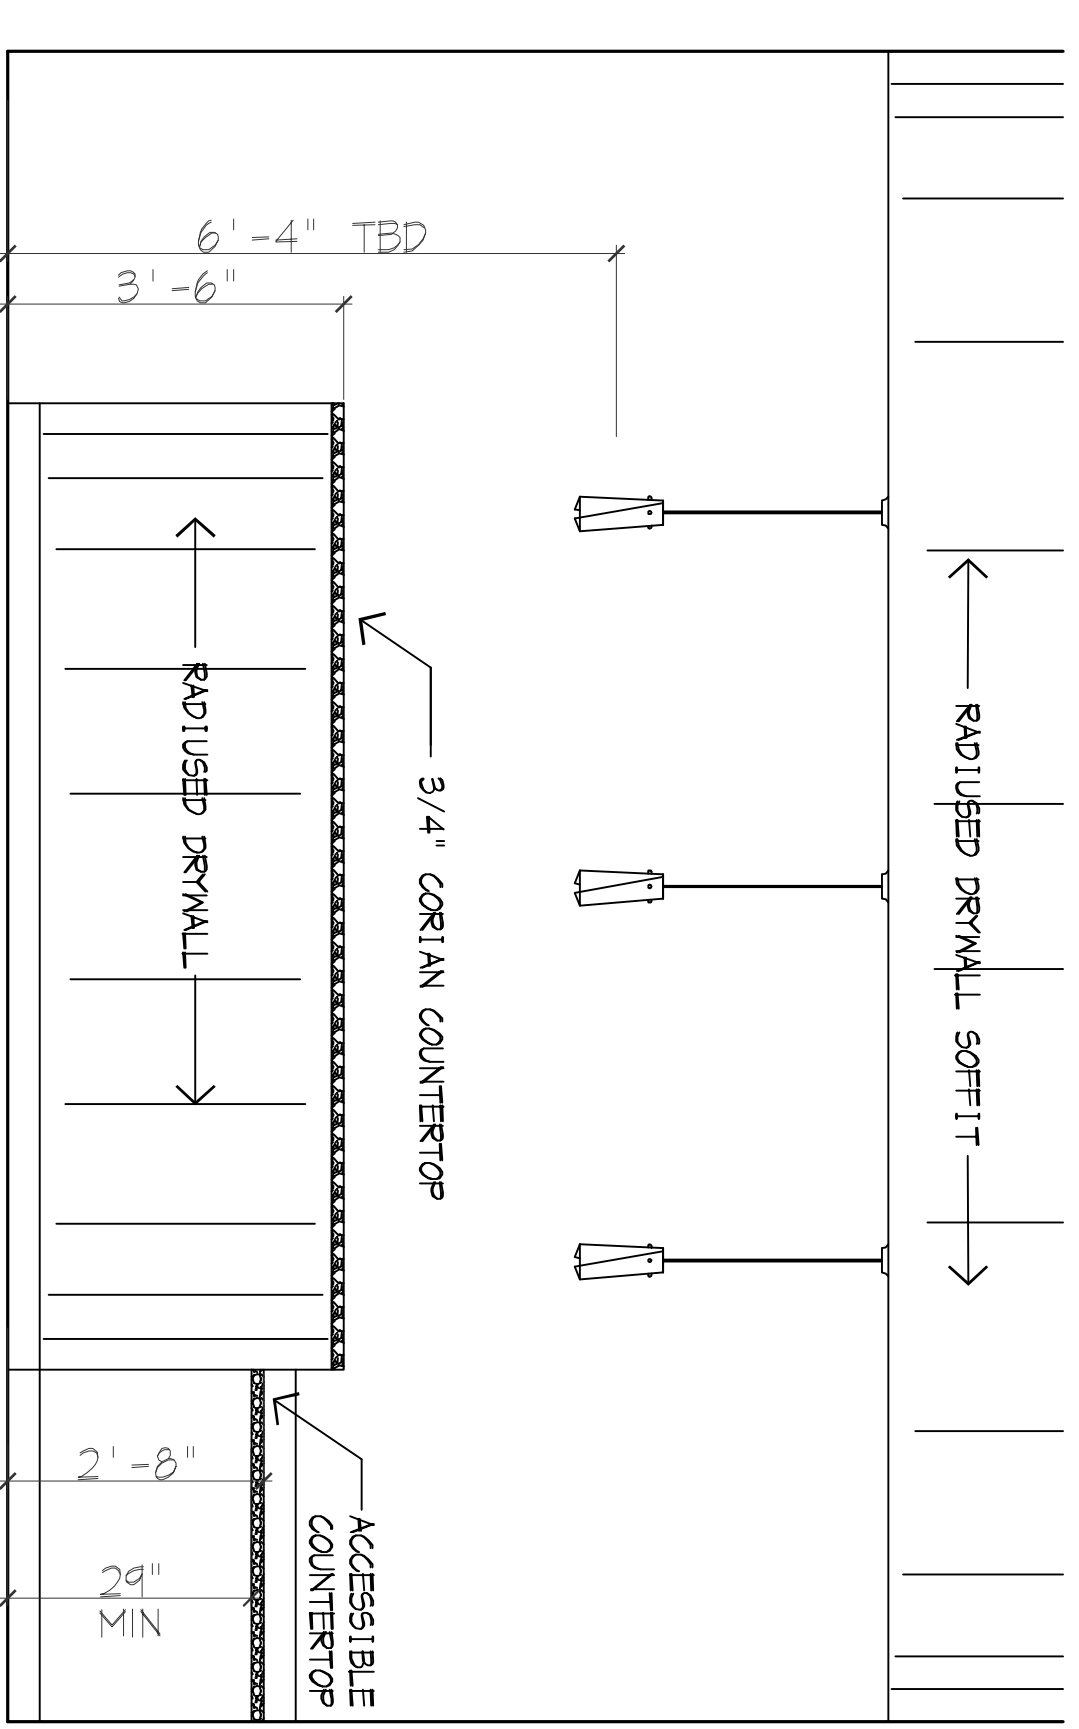 6'-4" TBD
3'-6"
RADIUSED DRYWALL SOFFIT
3/4" CORIAN COUNTERTOP
RADIUSED DRYWALL
2'-8"
29"
MIN
ACCESSIBLE
COUNTERTOP